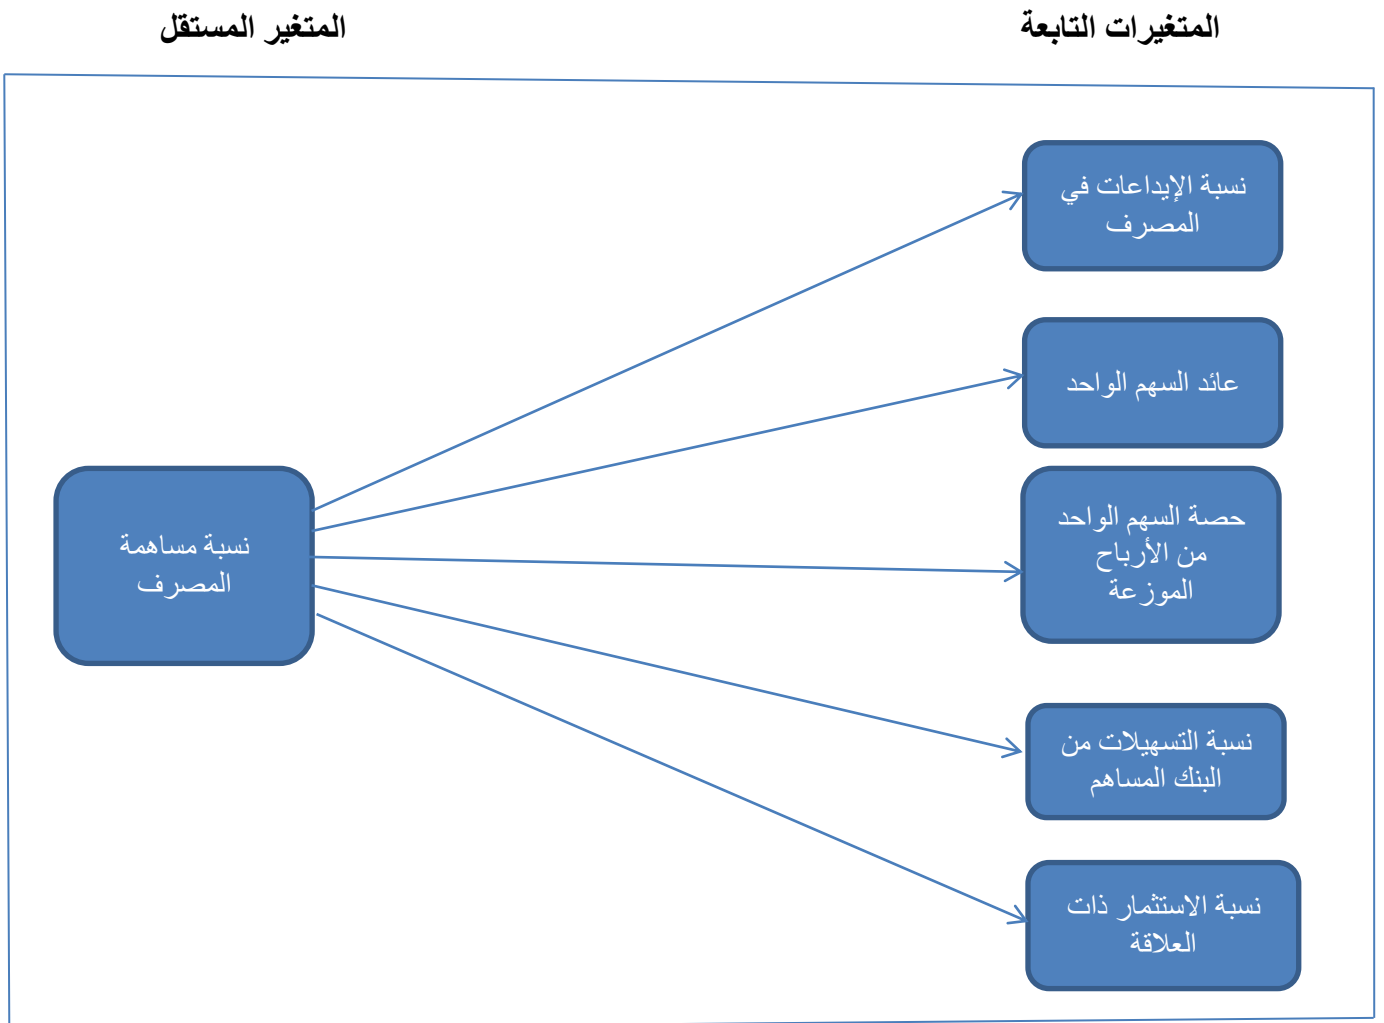 المتغيرات التابعة
المتغير المستقل
نسبة الإيداعات في
المصرف
عائد السهم الواحد
حصة السهم الواحد
من الأرباح
الموزعة
نسبة مساهمة
المصرف
نسبة التسهيلات من
البنك المساهم
نسبة الاستثمار ذات
العلاقة